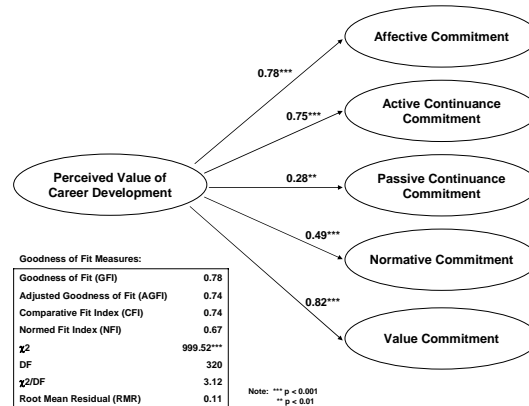 Affective Commitment
0.78***
Active Continuance
Commitment
0.75***
Perceived Value of
Career Development
0.28**
Passive Continuance
Commitment
0.49***
Normative Commitment
0.82***
Value Commitment
Goodness of Fit Measures:
Goodness of Fit (GFI) 0.78
Adjusted Goodness of Fit (AGFI) 0.74
Comparative Fit Index (CFI) 0.74
Normed Fit Index (NFI) 0.67
χ2 999.52***
DF 320
χ2/DF 3.12
Root Mean Residual (RMR) 0.11
Note: *** p < 0.001
** p < 0.01